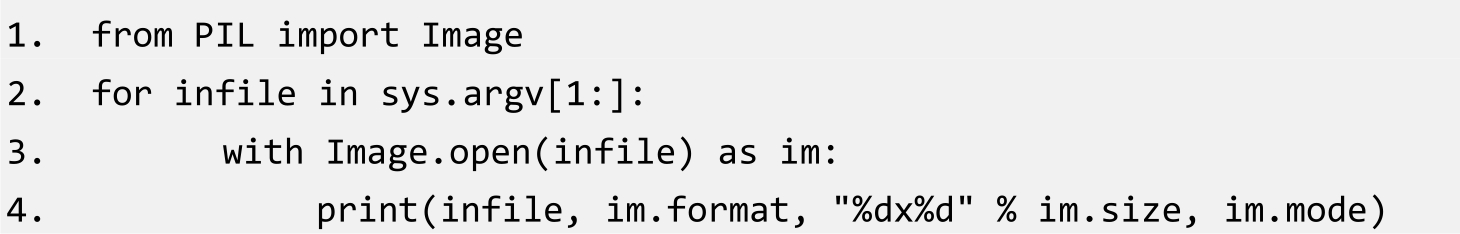 1. from PIL import Image
2. for infile in sys.argv[1:]:
3. with Image.open(infile) as im:
4. print(infile, im.format, "%dx%d" % im.size, im.mode)